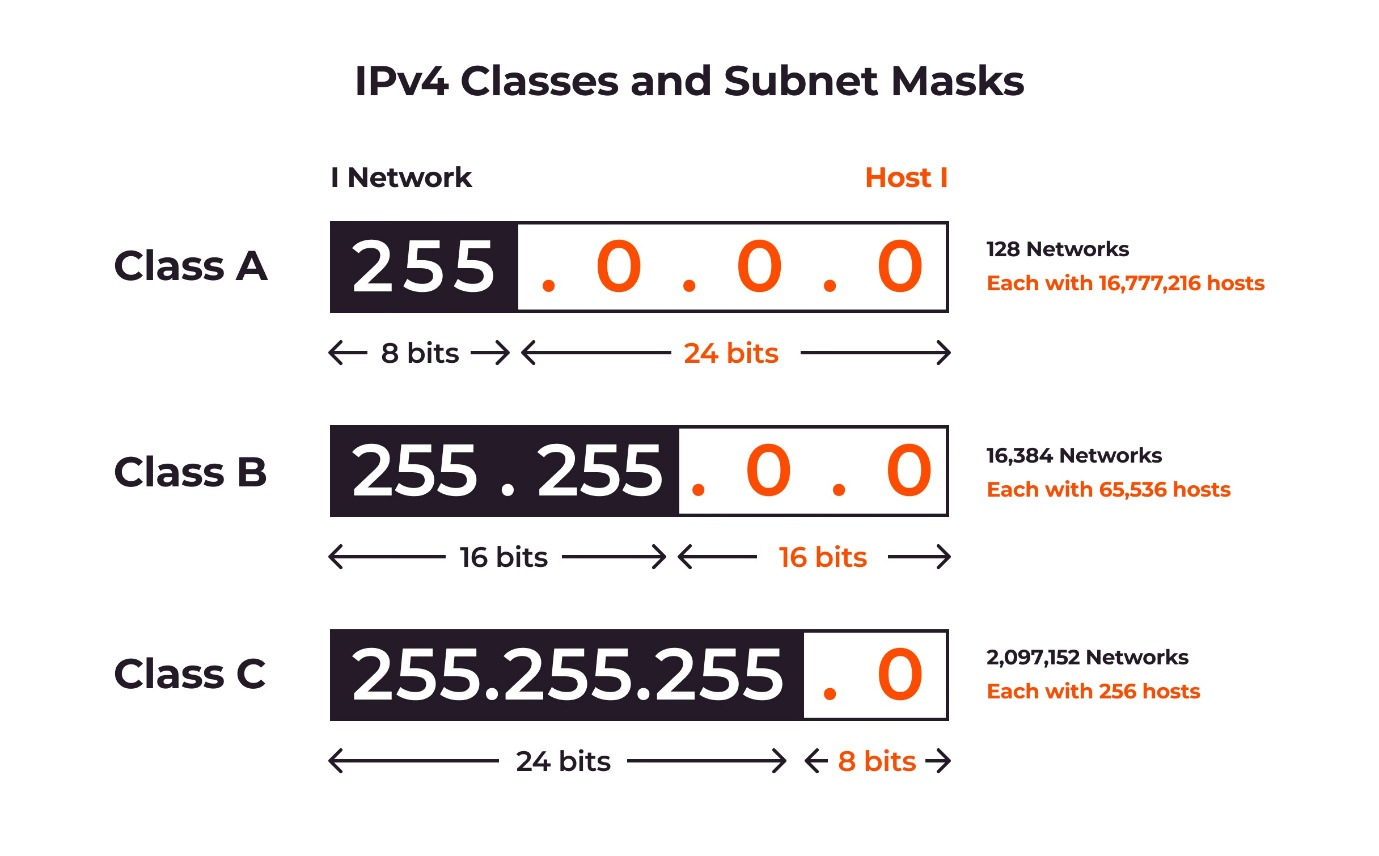 IPv4 Classes and Subnet Masks
I Network Host I
Class A 255 . 0 . 0 . 0 128 Networks
Each with 16,777,216 hosts
8 bits 24 bits
Class B 255 . 255 . 0 . 0 16,384 Networks
Each with 65,536 hosts
16 bits 16 bits
Class C 255.255.255 . 0 2,097,152 Networks
Each with 256 hosts
24 bits 8 bits